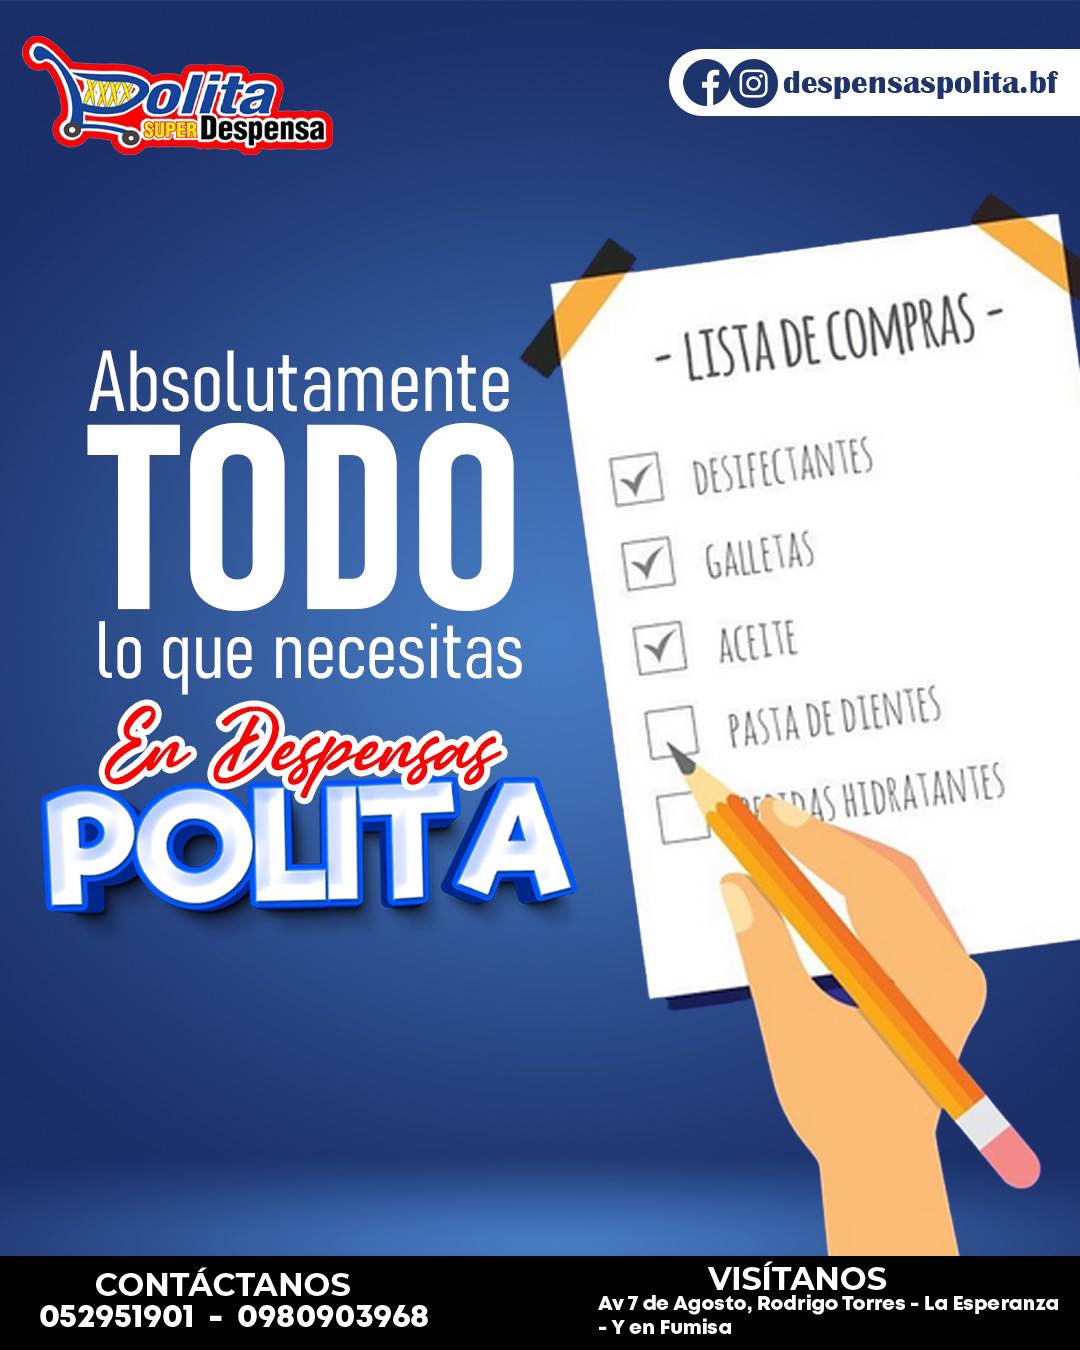 Polita
SUPER Despensa
despensaspolita.bf
Absolutamente
TODO
lo que necesitas
En Despensas
POLITA
- LISTA DE COMPRAS -
DESIFECTANTES
GALLETAS
ACEITE
PASTA DE DIENTES
HIDRATANTES
CONTÁCTANOS
052951901 - 0980903968
VISÍTANOS
Av 7 de Agosto, Rodrigo Torres - La Esperanza
- Y en Fumisa